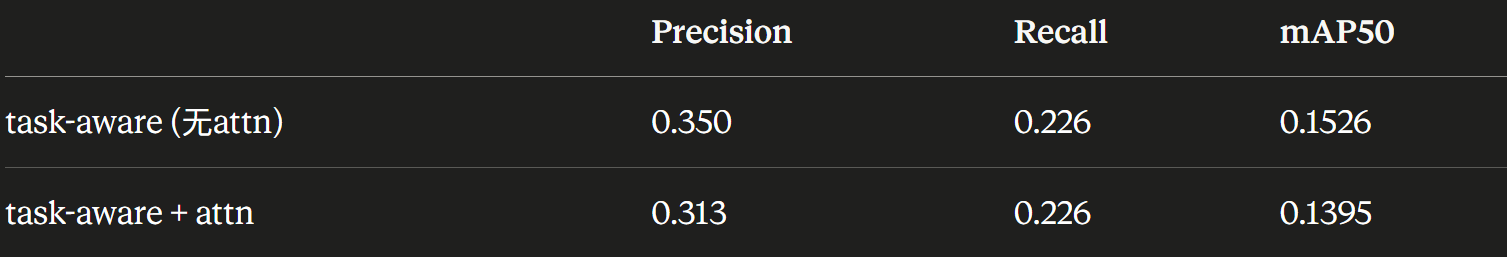 Precision Recall mAP50
task-aware (无attn) 0.350 0.226 0.1526
task-aware + attn 0.313 0.226 0.1395